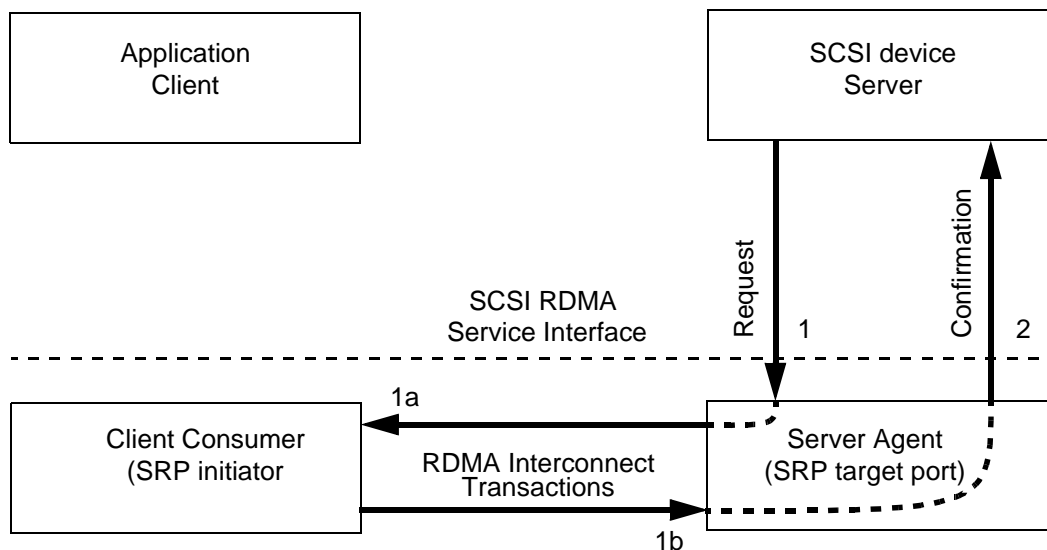 Application
Client
SCSI device
Server
Request
Confirmation
SCSI RDMA
Service Interface
1
2
1a
Client Consumer
(SRP initiator
RDMA Interconnect
Transactions
Server Agent
(SRP target port)
1b